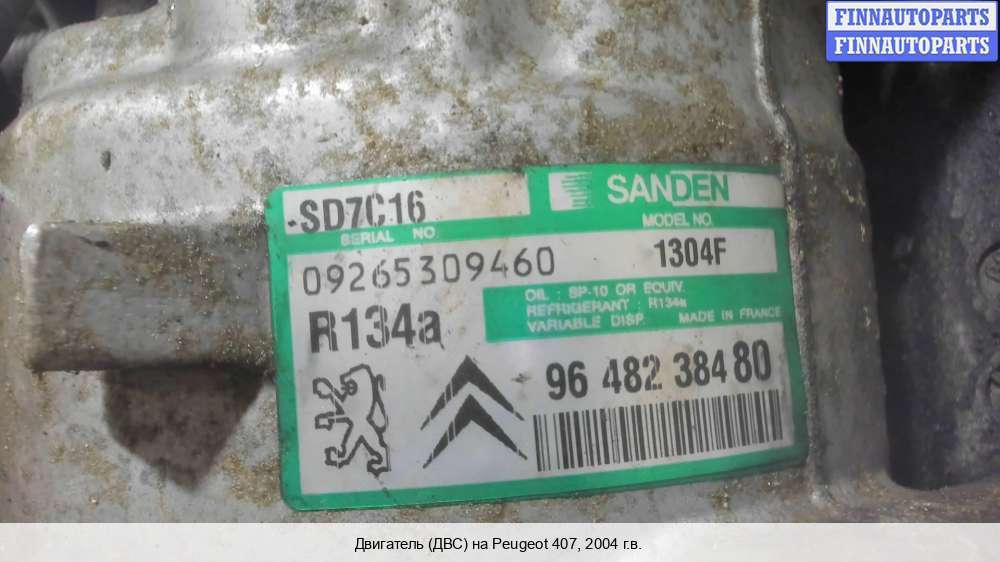 FINNAUTOPARTS
FINNAUTOPARTS
-SD7C16
SANDEN
SERIAL NO.
MODEL NO.
09265309460
1304F
R134a
OIL : SP-10 OR EQUIV.
REFRIGERANT : R134a
VARIABLE DISP. MADE IN FRANCE
96 482 384 80
Двигатель (ДВС) на Peugeot 407, 2004 г.в.